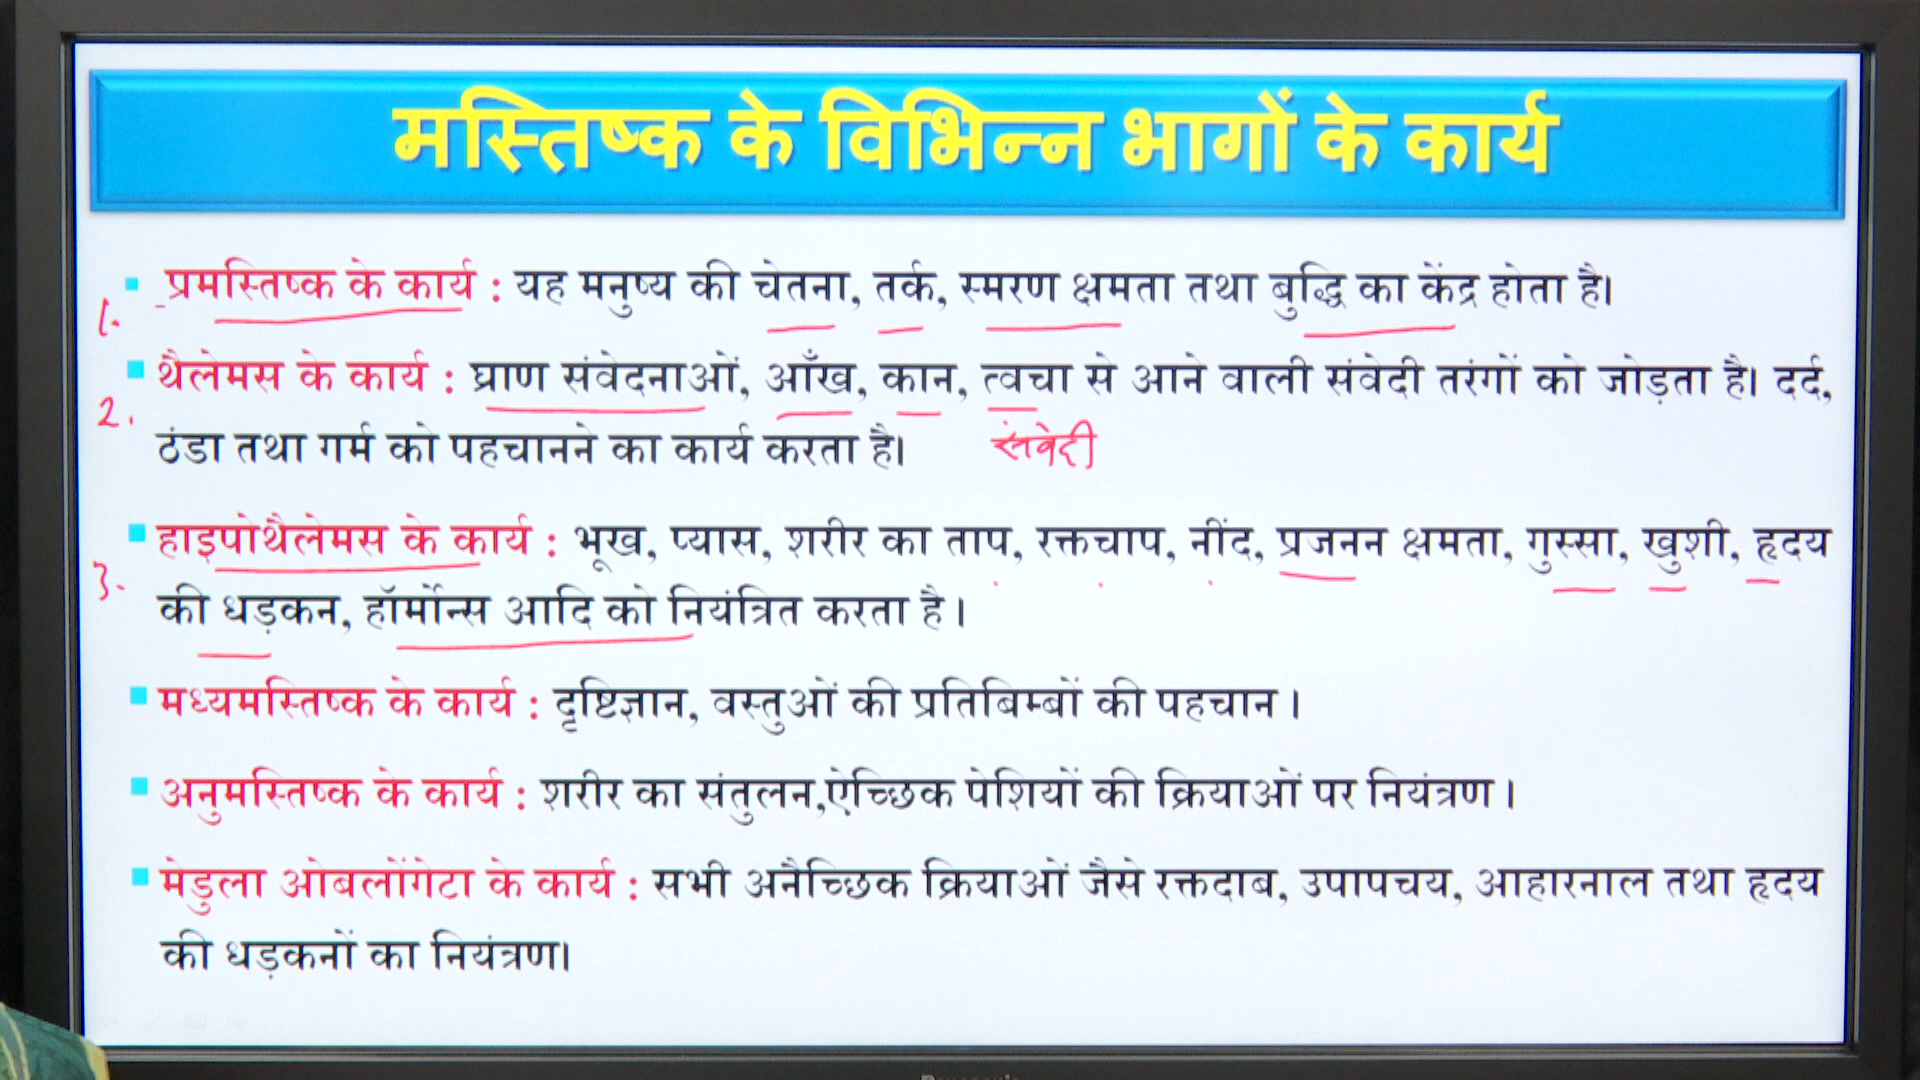 मस्तिष्क के विभिन्न भागों के कार्य
1. प्रमस्तिष्क के कार्य : यह मनुष्य की चेतना, तर्क, स्मरण क्षमता तथा बुद्धि का केंद्र होता है।
2. थैलेमस के कार्य : घ्राण संवेदनाओं, आँख, कान, त्वचा से आने वाली संवेदी तरंगों को जोड़ता है। दर्द,
ठंडा तथा गर्म को पहचानने का कार्य करता है। संवेदी
3. हाइपोथैलेमस के कार्य : भूख, प्यास, शरीर का ताप, रक्तचाप, नींद, प्रजनन क्षमता, गुस्सा, खुशी, हृदय
की धड़कन, हॉर्मोन्स आदि को नियंत्रित करता है ।
मध्यमस्तिष्क के कार्य : दृष्टिज्ञान, वस्तुओं की प्रतिबिम्बों की पहचान ।
अनुमस्तिष्क के कार्य : शरीर का संतुलन,ऐच्छिक पेशियों की क्रियाओं पर नियंत्रण ।
मेडुला ओबलोंगेटा के कार्य : सभी अनैच्छिक क्रियाओं जैसे रक्तदाब, उपापचय, आहारनाल तथा हृदय
की धड़कनों का नियंत्रण।